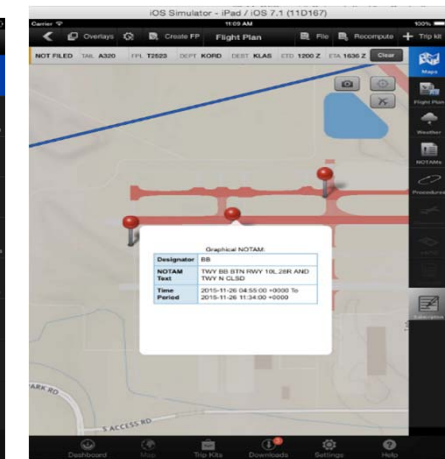 iOS Simulator - iPad / iOS 7.1 (11D167)
Carrier 11:09 AM 100%
Overlays Create FP Flight Plan File Recompute Trip kit
NOT FILED TAIL A320 FPL T2823 DEPT KORD DEST KLAS ETD 1200 Z ETA 1636 Z Clear
Maps
Flight Plan
Weather
NOTAMs
Procedures
Graphical NOTAM:
Designator BB
NOTAM Text TWY BB BTN RWY 10L,28R AND
TWY N CLSD
Time Period 2015-11-26 04:55:00 +0000 To
2015-11-26 11:34:00 +0000
PARK RD
S ACCESS RD
Dashboard Map Trip Kits Downloads 2 Settings Help